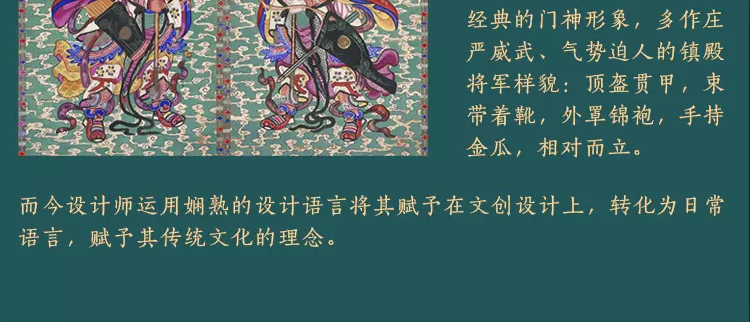 经典的门神形象，多作庄
严威武、气势迫人的镇殿
将军样貌：顶盔贯甲，束
带着靴，外罩锦袍，手持
金瓜，相对而立。
而今设计师运用娴熟的设计语言将其赋予在文创设计上，转化为日常
语言，赋予其传统文化的理念。